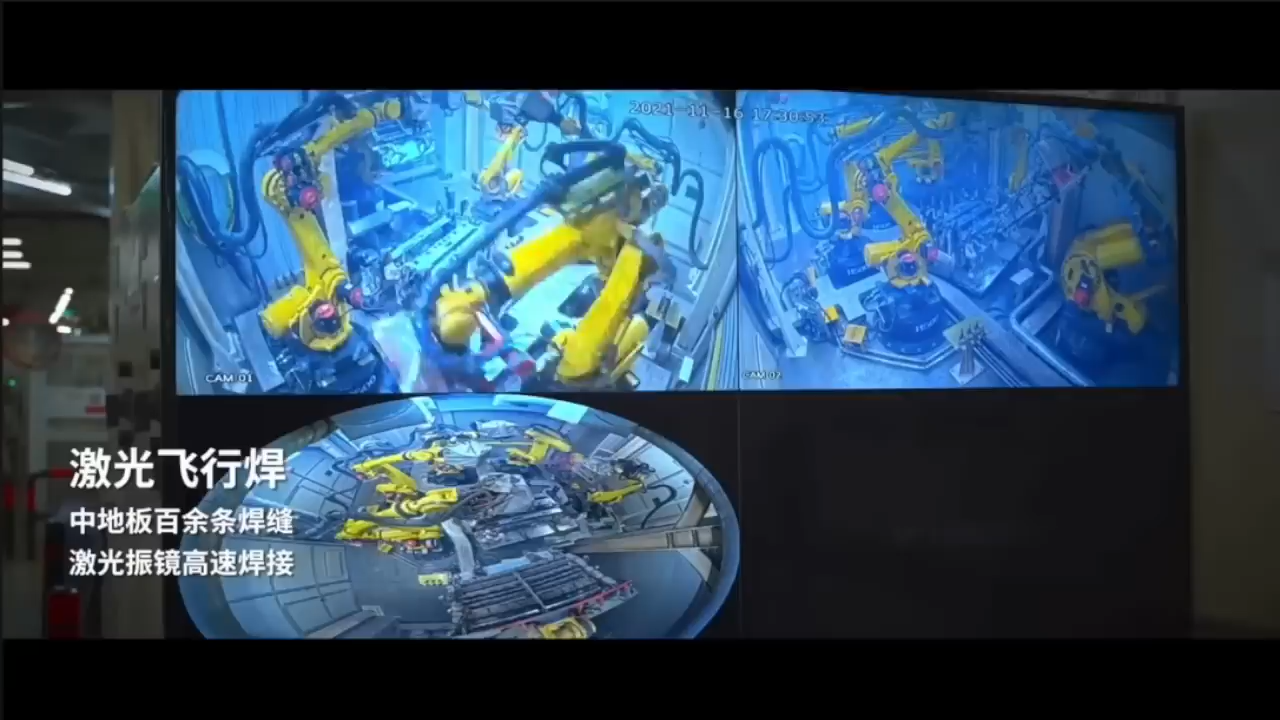 2021-11-16 17:30:53
CAM 01
CAM 02
激光飞行焊
中地板百余条焊缝
激光振镜高速焊接